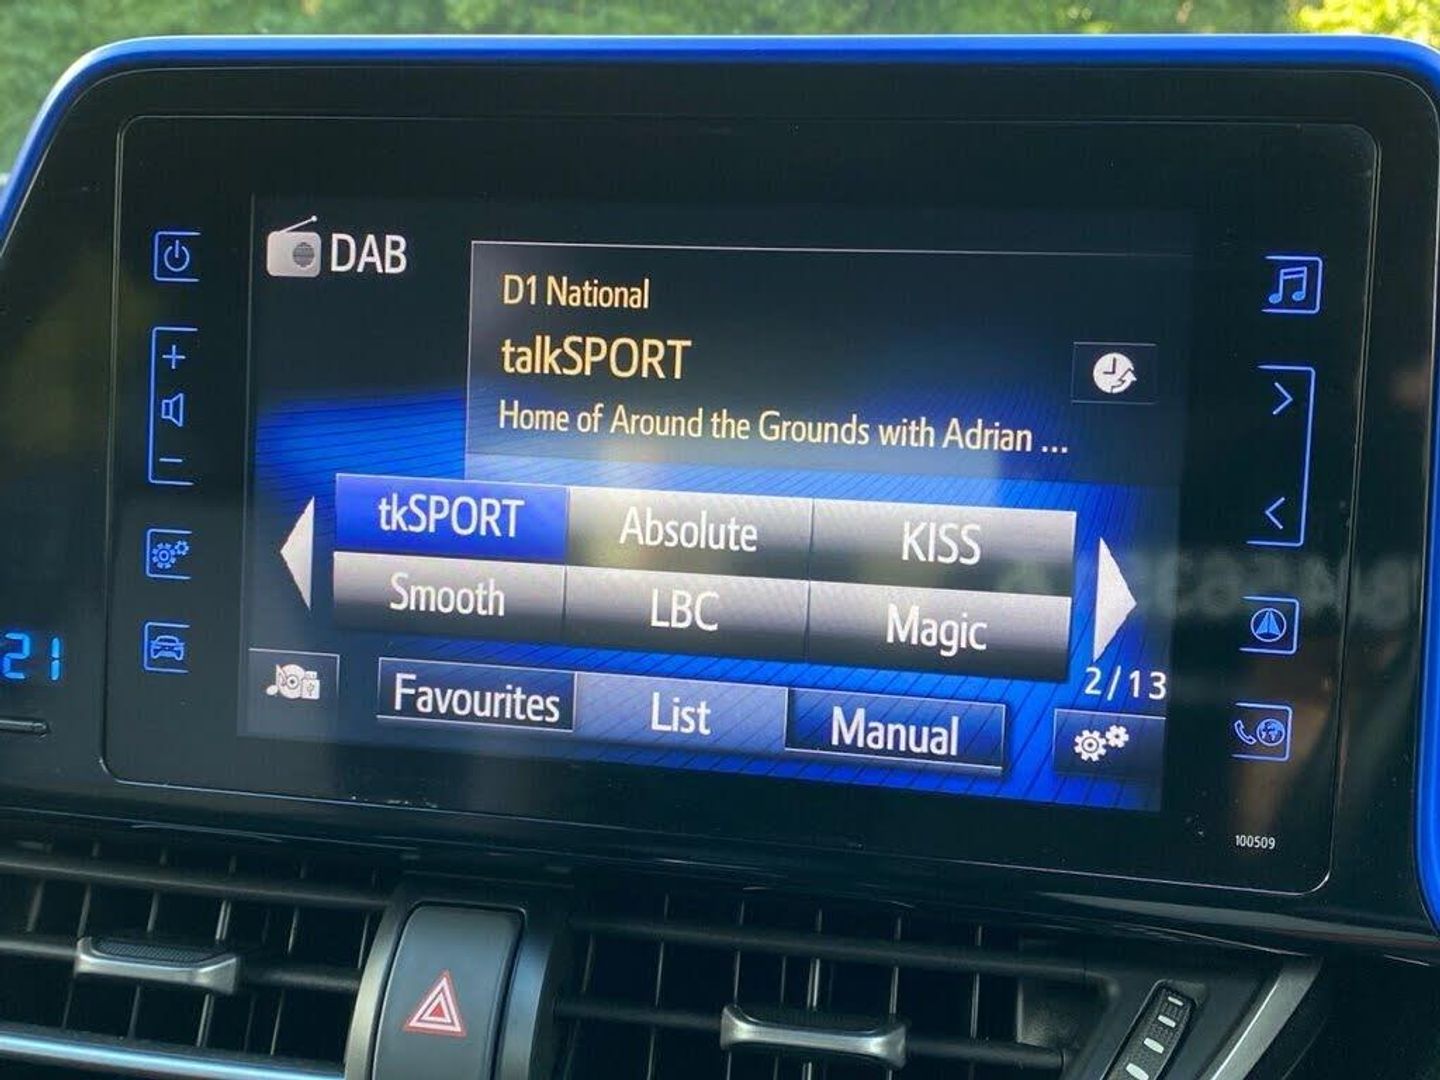 DAB
D1 National
talkSPORT
Home of Around the Grounds with Adrian ...
tkSPORT Absolute KISS
Smooth LBC Magic
2/13
Favourites List Manual
21
100509